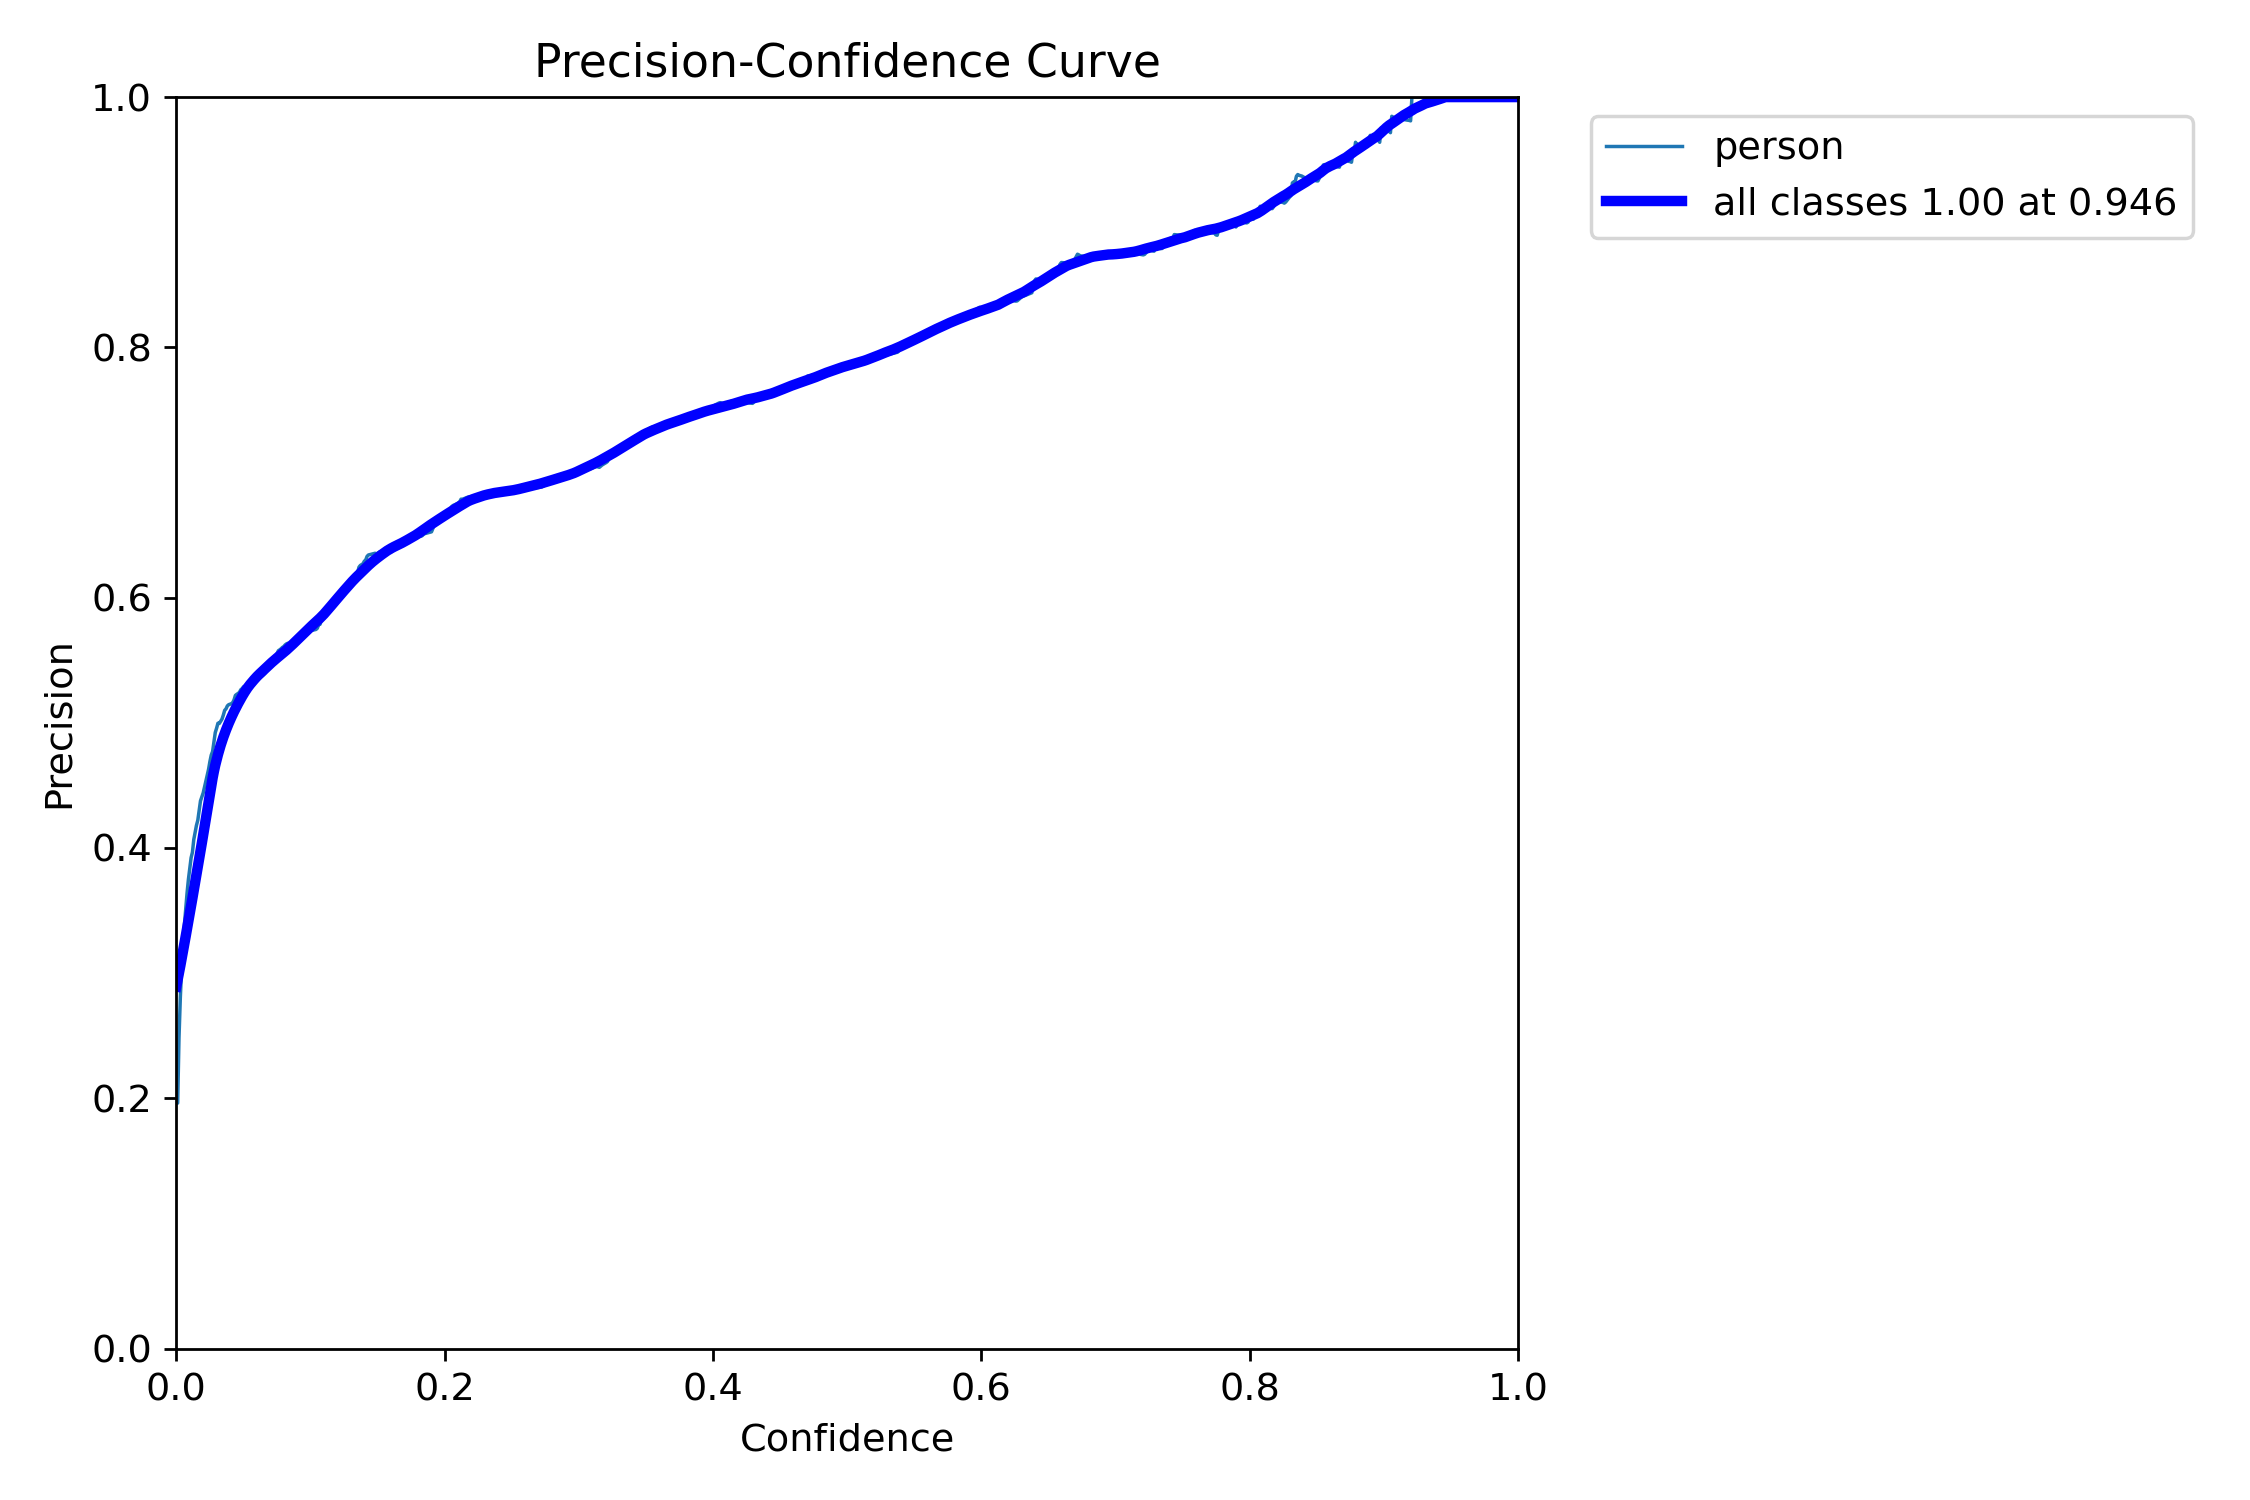 Precision-Confidence Curve
1.0
0.8
0.6
0.4
0.2
0.0
Precision
0.0 0.2 0.4 0.6 0.8 1.0
Confidence
person
all classes 1.00 at 0.946